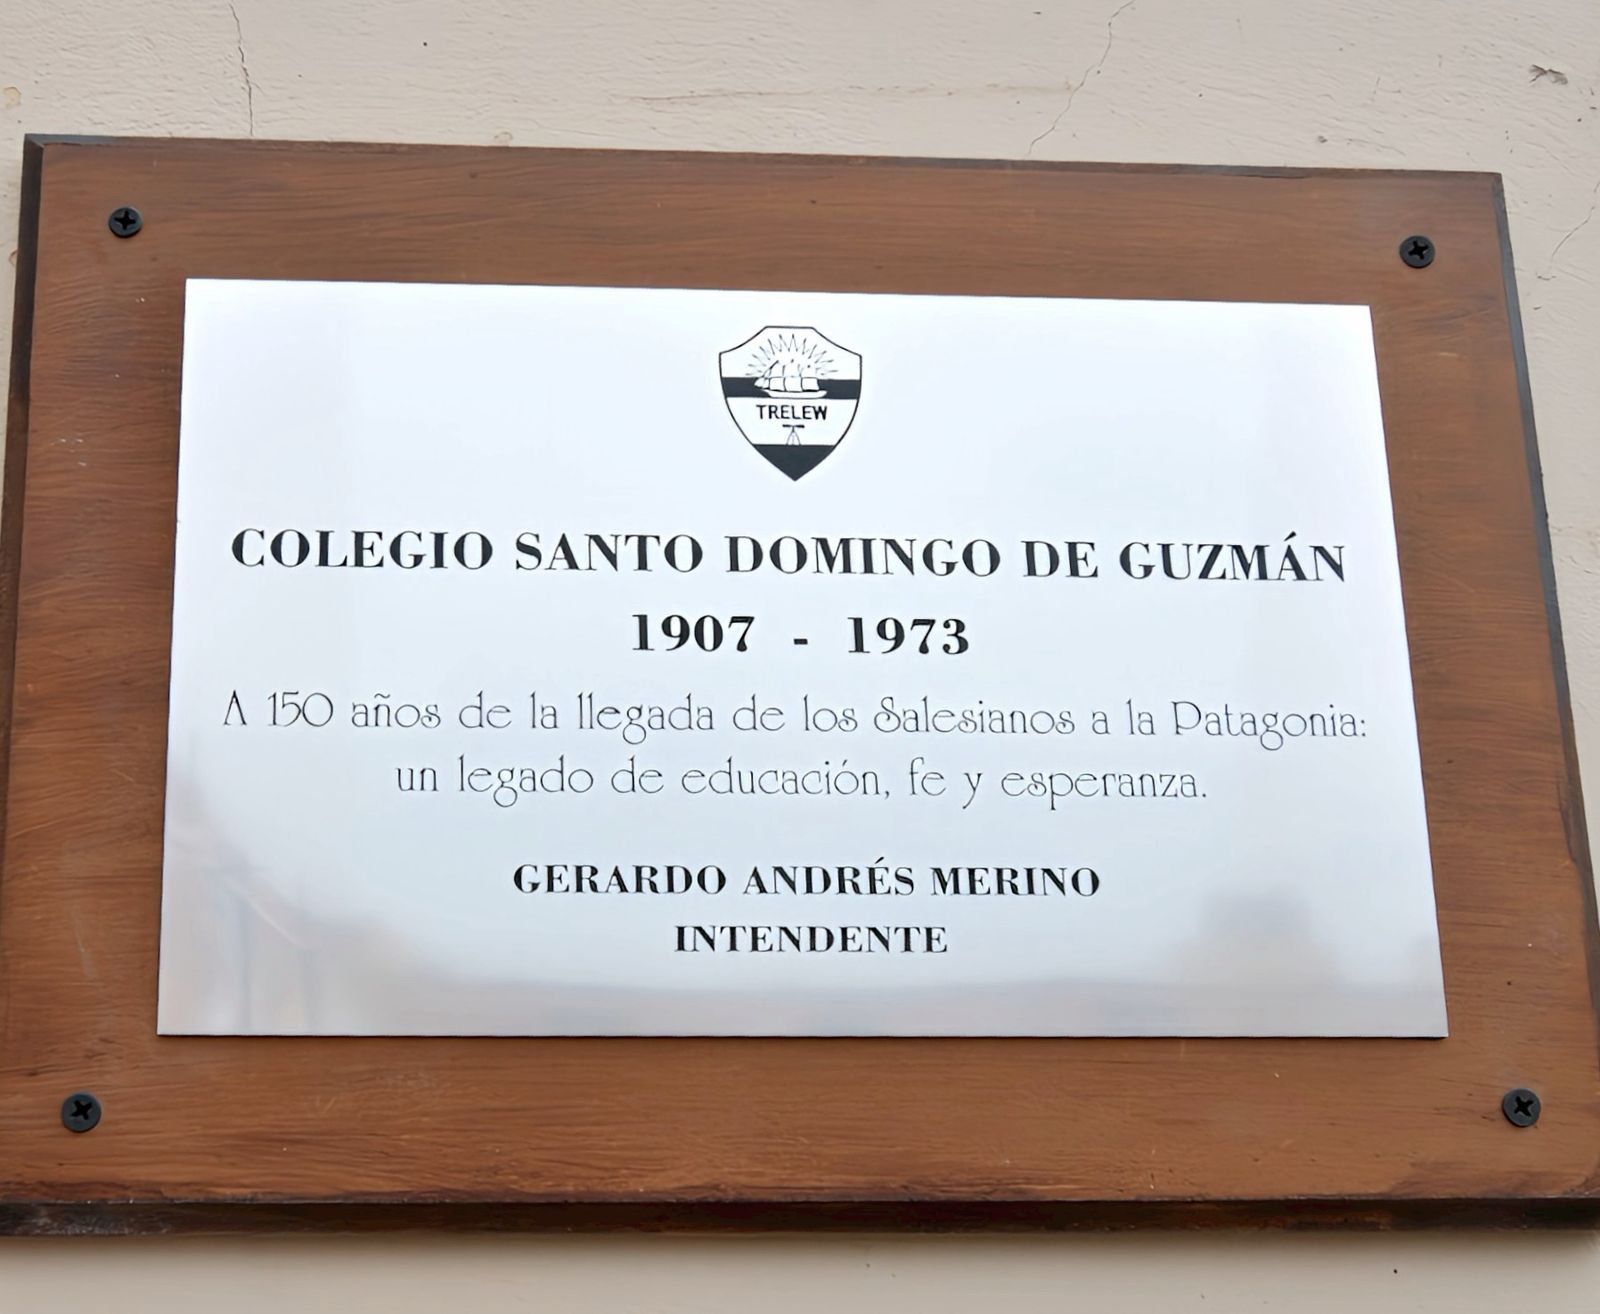 TRELEW
COLEGIO SANTO DOMINGO DE GUZMÁN
1907 - 1973
A 150 años de la llegada de los Salesianos a la Patagonia:
un legado de educación, fe y esperanza.
GERARDO ANDRÉS MERINO
INTENDENTE